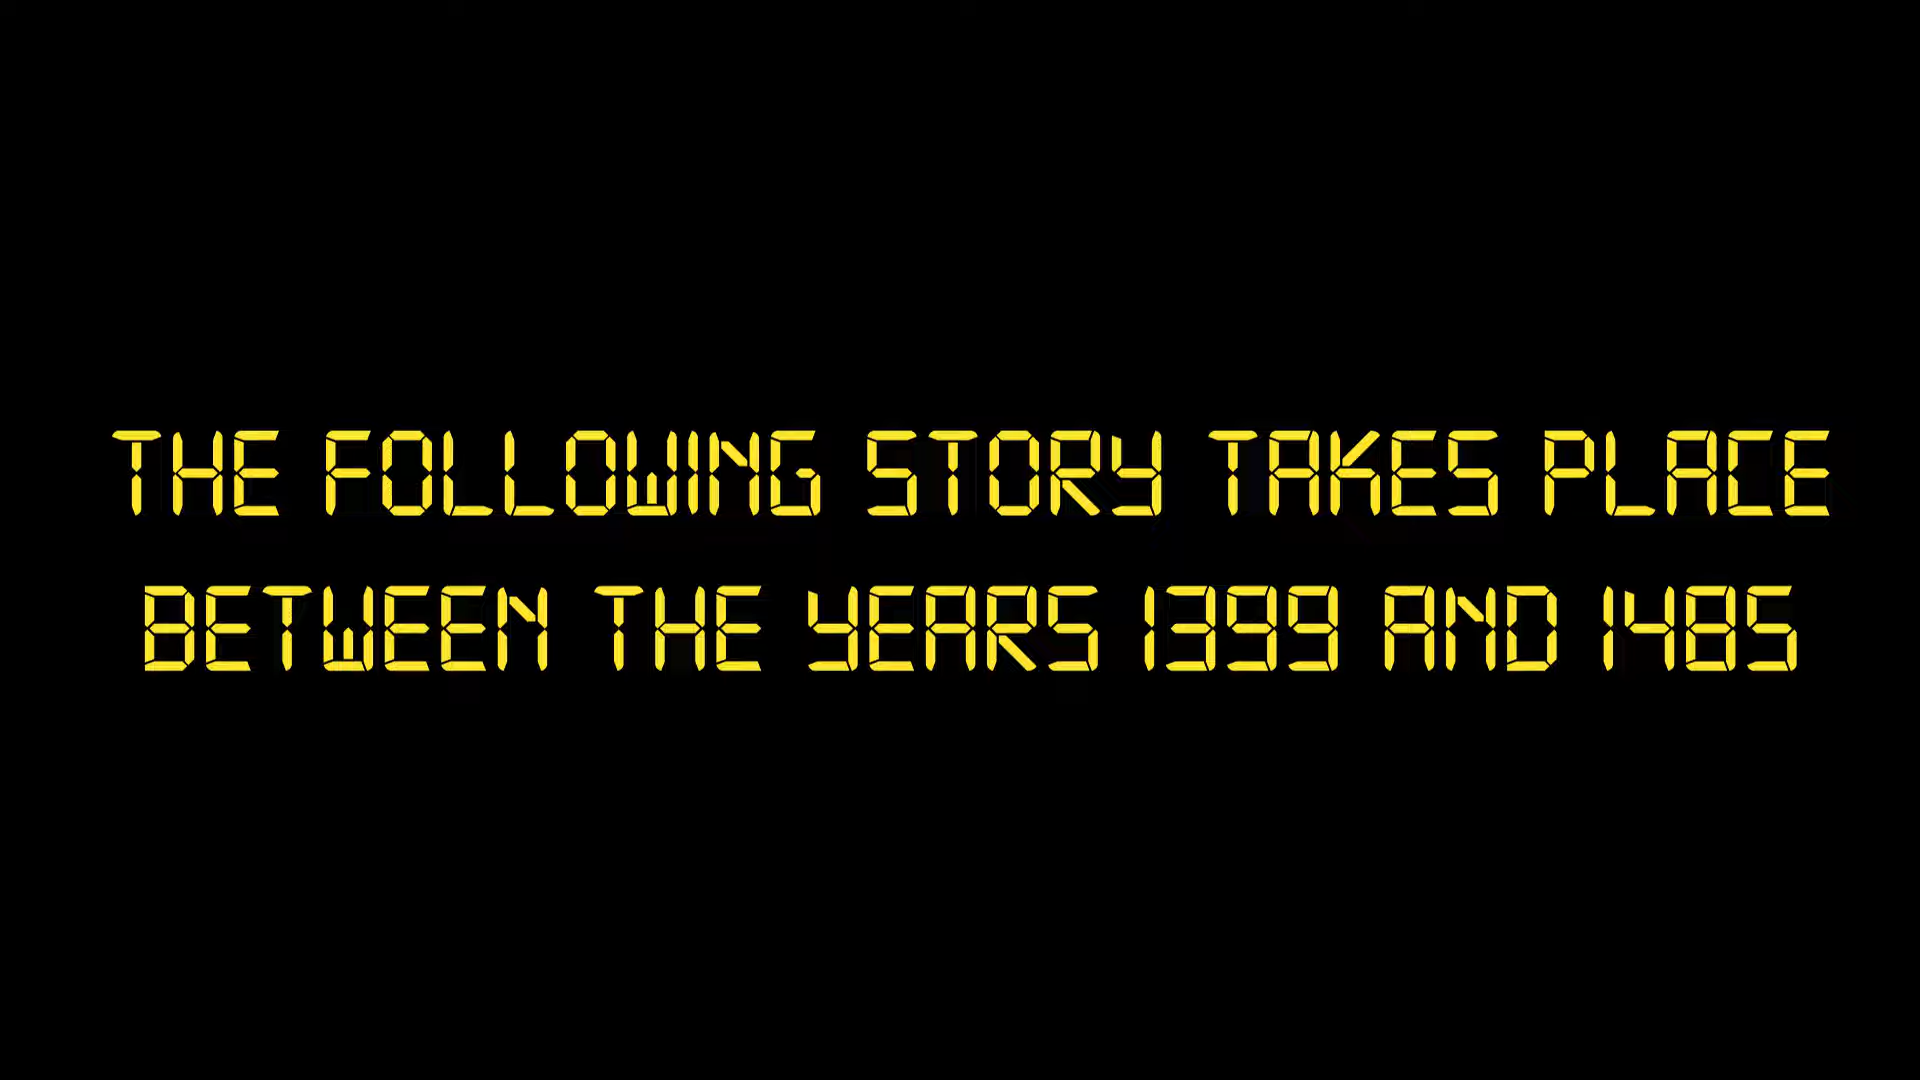 THE FOLLOWING STORY TAKES PLACE
BETWEEN THE YEARS 1399 AND 1485